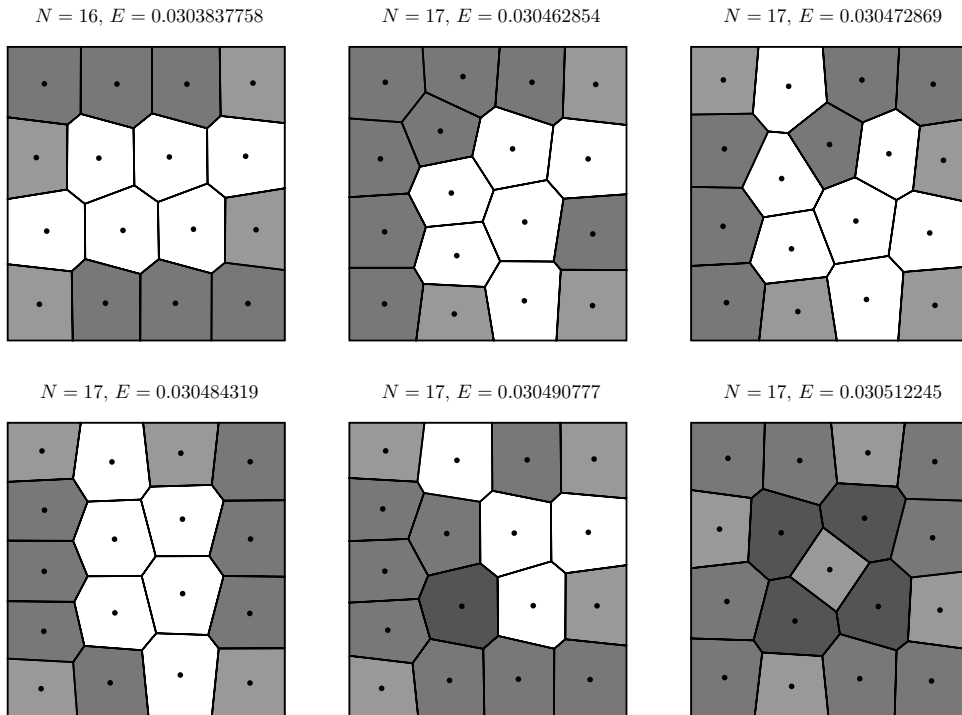 N = 16, E = 0.0303837758
N = 17, E = 0.030462854
N = 17, E = 0.030472869
N = 17, E = 0.030484319
N = 17, E = 0.030490777
N = 17, E = 0.030512245